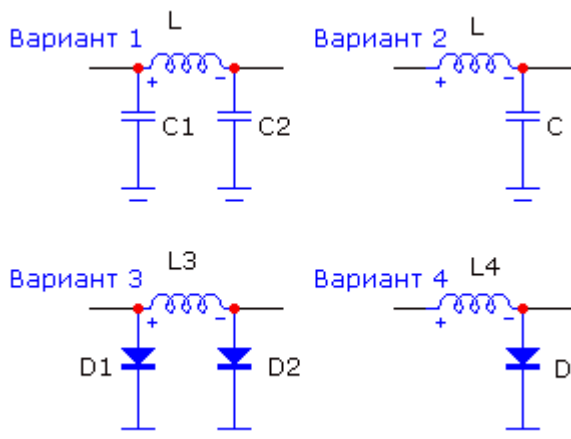 Вариант 1
L
+ -
C1
C2
Вариант 2
L
+ -
C
Вариант 3
L3
+ -
D1
D2
Вариант 4
L4
+ -
D